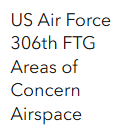 US Air Force
306th FTG
Areas of
Concern
Airspace